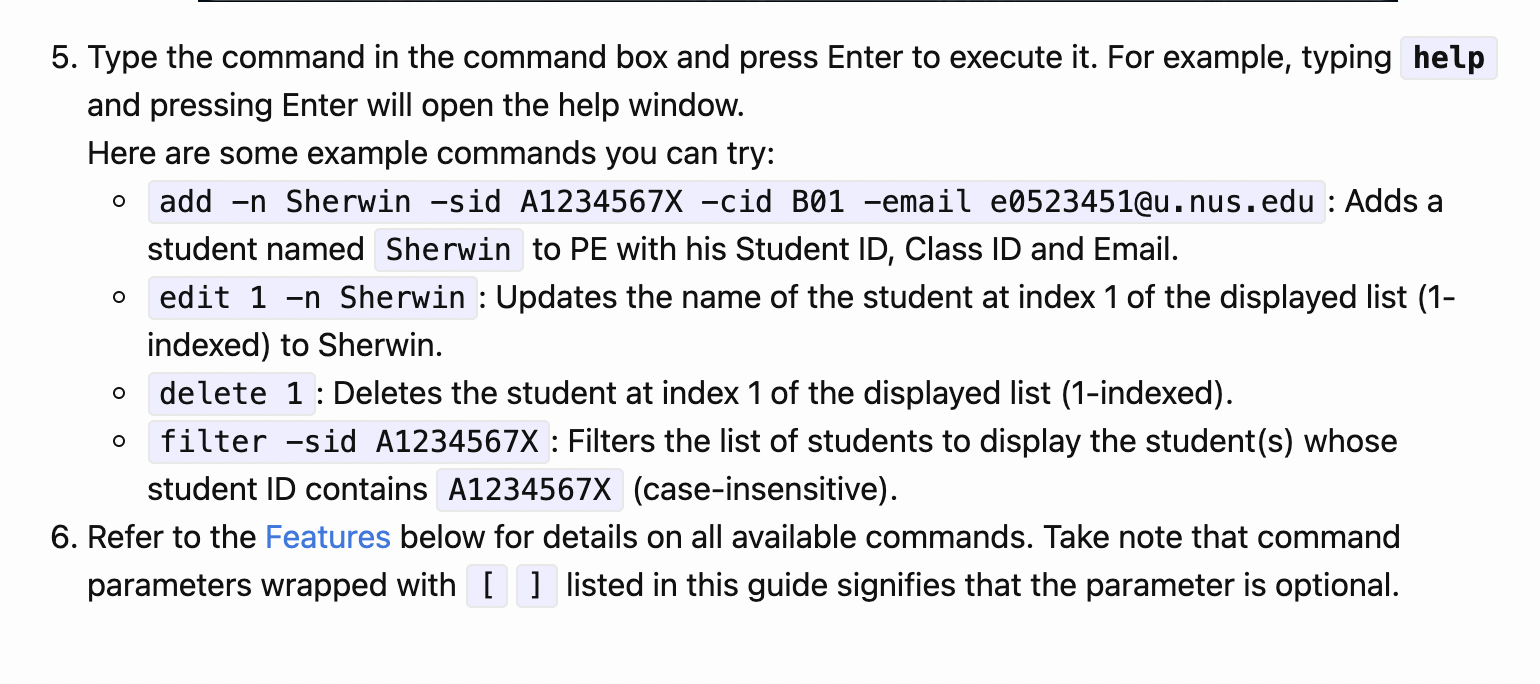 5. Type the command in the command box and press Enter to execute it. For example, typing help
and pressing Enter will open the help window.
Here are some example commands you can try:
○ add –n Sherwin –sid A1234567X –cid B01 –email e0523451@u.nus.edu : Adds a
student named Sherwin to PE with his Student ID, Class ID and Email.
○ edit 1 –n Sherwin : Updates the name of the student at index 1 of the displayed list (1-
indexed) to Sherwin.
○ delete 1 : Deletes the student at index 1 of the displayed list (1-indexed).
○ filter –sid A1234567X : Filters the list of students to display the student(s) whose
student ID contains A1234567X (case-insensitive).
6. Refer to the Features below for details on all available commands. Take note that command
parameters wrapped with [ ] listed in this guide signifies that the parameter is optional.